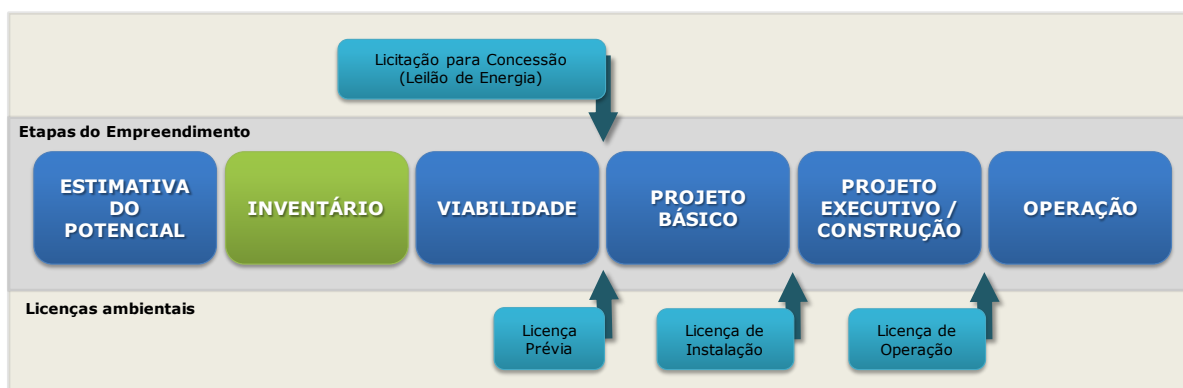 Licitação para Concessão
(Leilão de Energia)
Etapas do Empreendimento
ESTIMATIVA
DO
POTENCIAL
INVENTÁRIO
VIABILIDADE
PROJETO
BÁSICO
PROJETO
EXECUTIVO /
CONSTRUÇÃO
OPERAÇÃO
Licenças ambientais
Licença
Prévia
Licença de
Instalação
Licença de
Operação